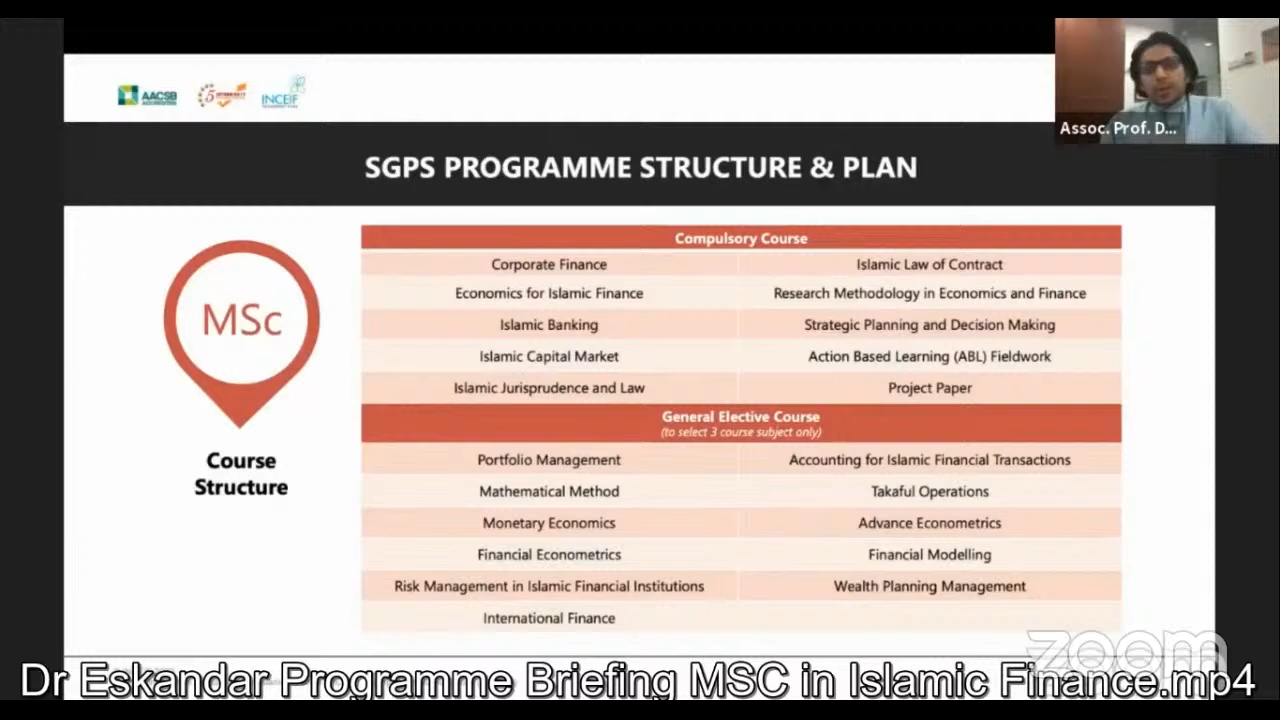 AACSB
ACCREDITED
5
INCEIF
Assoc. Prof. D...
SGPS PROGRAMME STRUCTURE & PLAN
MSc
Course
Structure
Compulsory Course
Corporate Finance
Islamic Law of Contract
Economics for Islamic Finance
Research Methodology in Economics and Finance
Islamic Banking
Strategic Planning and Decision Making
Islamic Capital Market
Action Based Learning (ABL) Fieldwork
Islamic Jurisprudence and Law
Project Paper
General Elective Course
(to select 3 course subject only)
Portfolio Management
Accounting for Islamic Financial Transactions
Mathematical Method
Takaful Operations
Monetary Economics
Advance Econometrics
Financial Econometrics
Financial Modelling
Risk Management in Islamic Financial Institutions
Wealth Planning Management
International Finance
zoom
Dr Eskandar Programme Briefing MSC in Islamic Finance.mp4